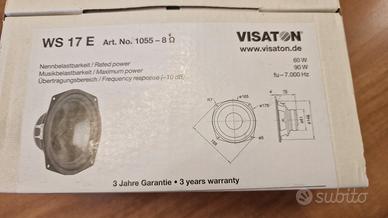 WS 17 E Art. No. 1055 – 8 Ω
VISATON®
www.visaton.de
Nennbelastbarkeit / Rated power 60 W
Musikbelastbarkeit / Maximum power 90 W
Übertragungsbereich / Frequency response (–10 dB) fu – 7.000 Hz
3 Jahre Garantie • 3 years warranty
subito